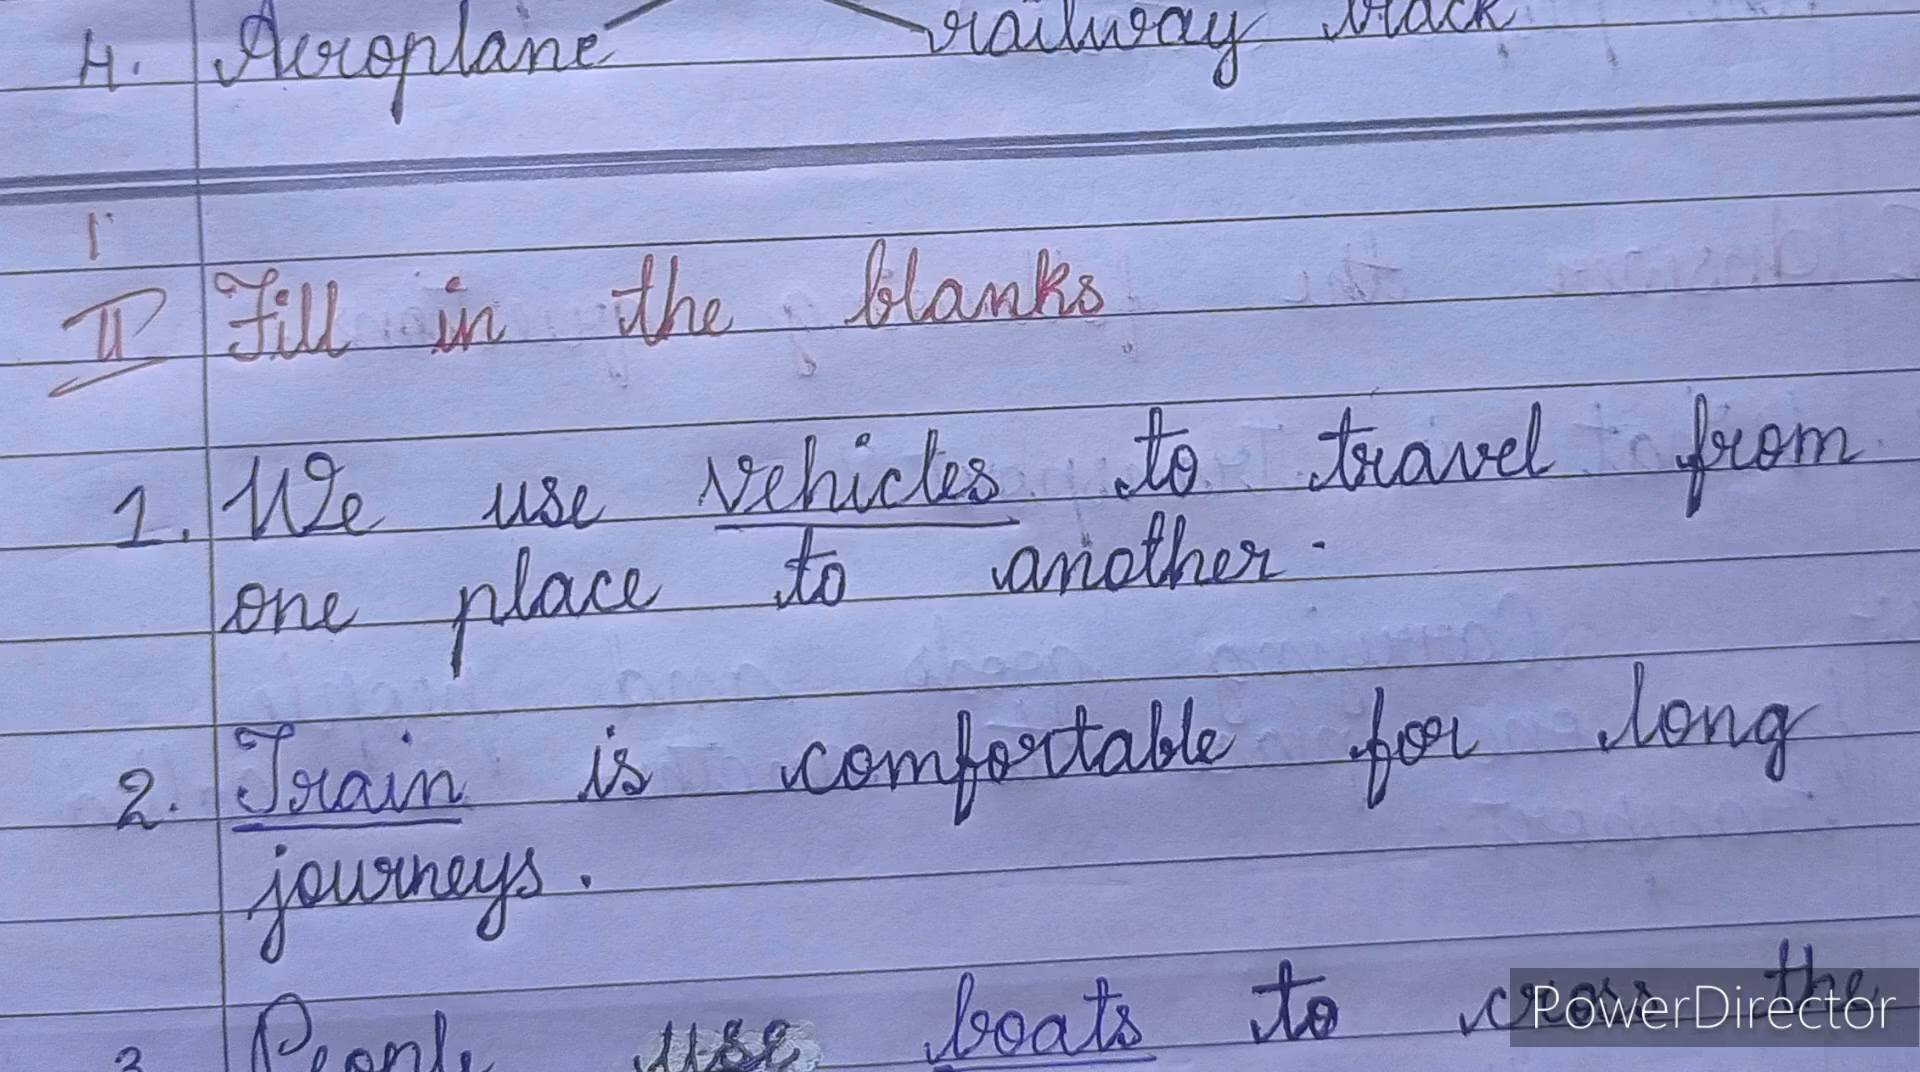 4. Aeroplane railway track
1.
II Fill in the blanks
1. We use vehicles to travel from
one place to another.
2. Train is comfortable for long
journeys.
3. People use boats to cross the
PowerDirector